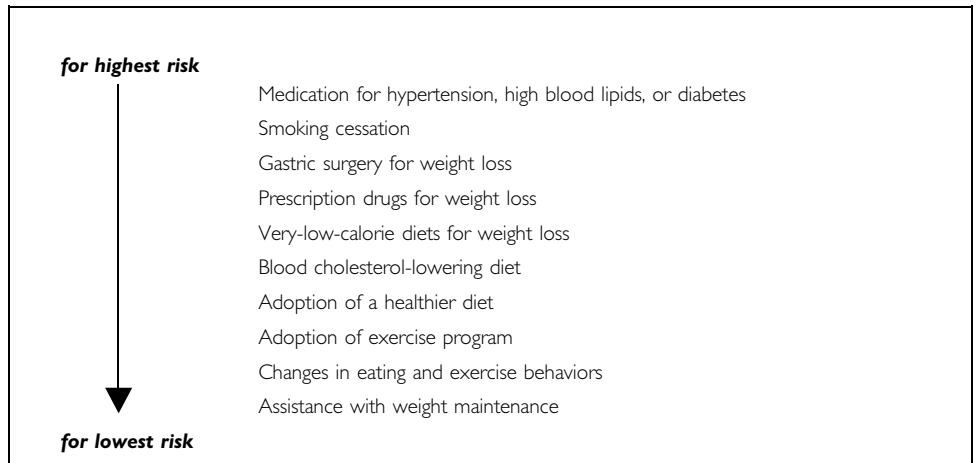 for highest risk
Medication for hypertension, high blood lipids, or diabetes
Smoking cessation
Gastric surgery for weight loss
Prescription drugs for weight loss
Very-low-calorie diets for weight loss
Blood cholesterol-lowering diet
Adoption of a healthier diet
Adoption of exercise program
Changes in eating and exercise behaviors
Assistance with weight maintenance
for lowest risk